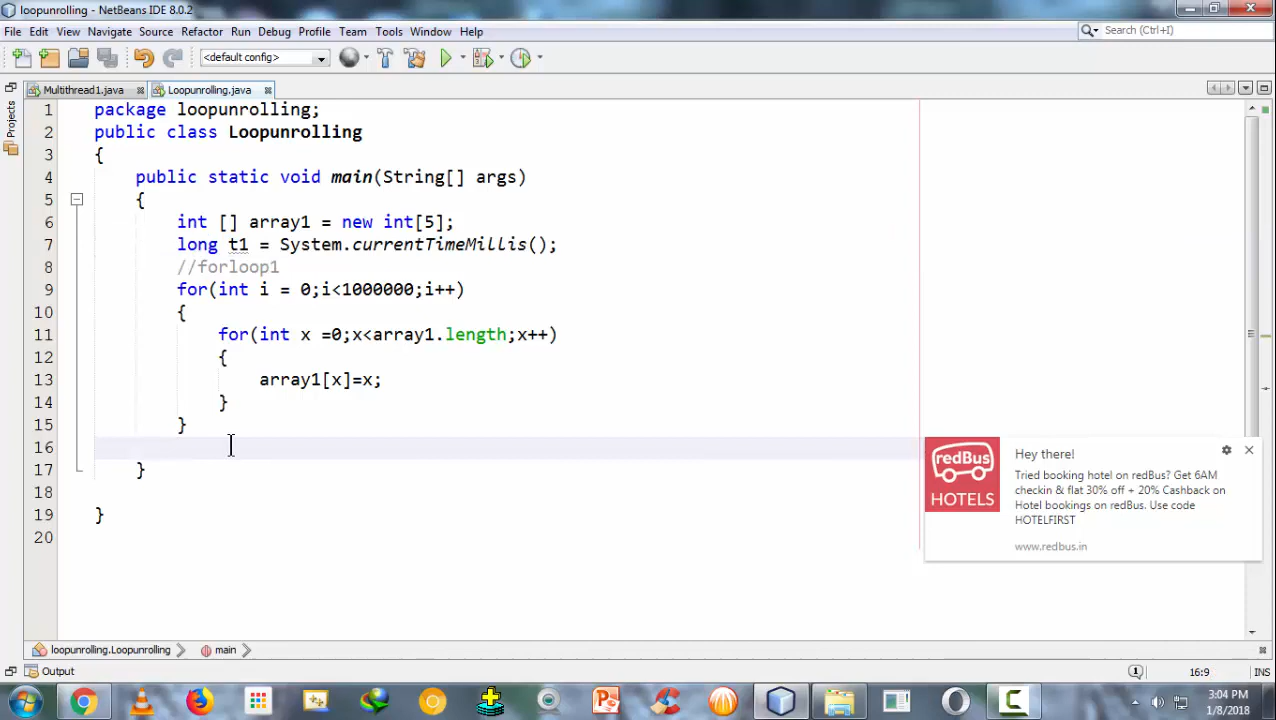 loopunrolling - NetBeans IDE 8.0.2
File Edit View Navigate Source Refactor Run Debug Profile Team Tools Window Help
Search (Ctrl+I)
<default config>
Multithread1.java
Loopunrolling.java
Projects
1 package loopunrolling;
2 public class Loopunrolling
3 {
4 public static void main(String[] args)
5 {
6 int [] array1 = new int[5];
7 long t1 = System.currentTimeMillis();
8 //forloop1
9 for(int i = 0;i<1000000;i++)
10 {
11 for(int x =0;x<array1.length;x++)
12 {
13 array1[x]=x;
14 }
15 }
16
17 }
18
19 }
20
redBus
HOTELS
Hey there!
Tried booking hotel on redBus? Get 6AM
checkin & flat 30% off + 20% Cashback on
Hotel bookings on redBus. Use code
HOTELFIRST
www.redbus.in
loopunrolling.Loopunrolling
main
Output
1
16:9
INS
3:04 PM
1/8/2018